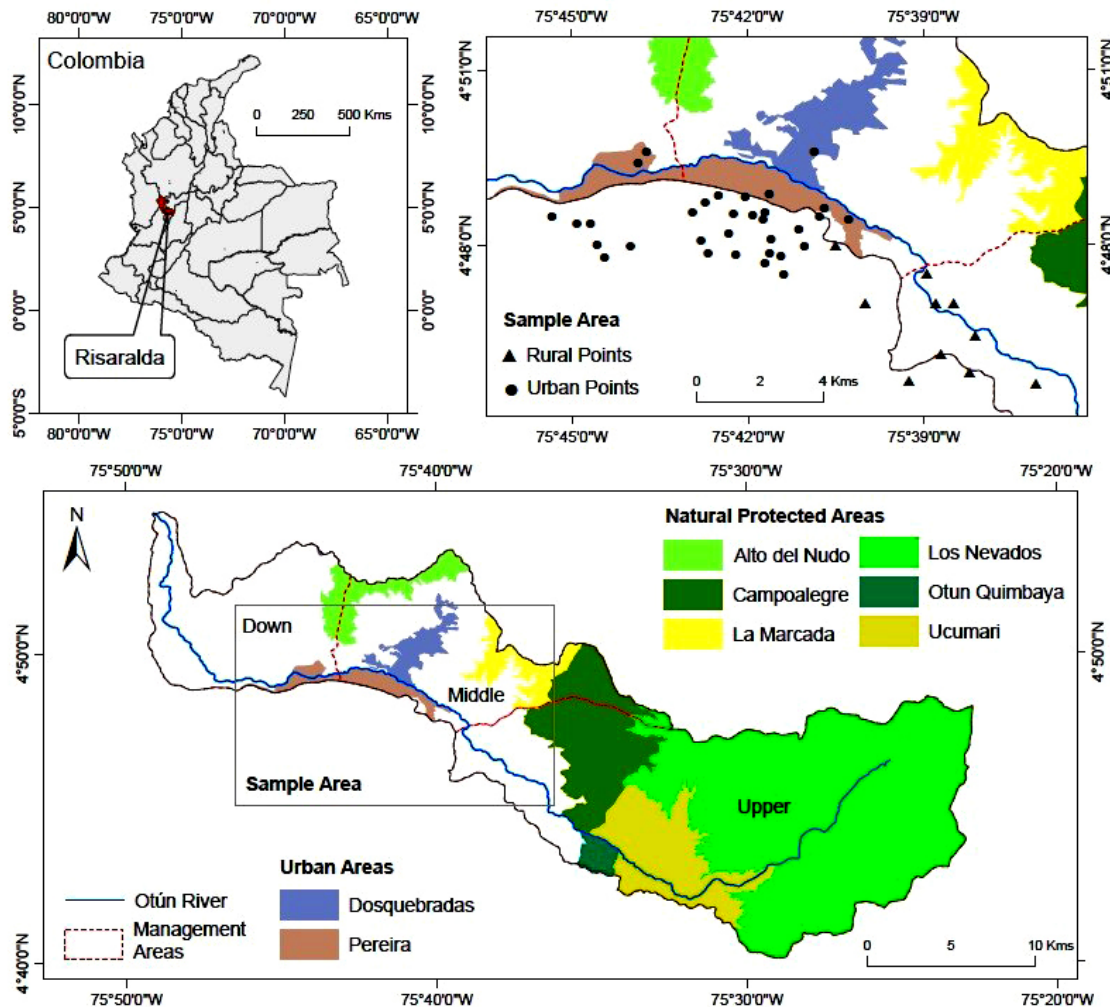 80°0'0"W 75°0'0"W 70°0'0"W 65°0'0"W
Colombia
0 250 500 Kms
10°0'0"N
5°0'0"N
0°0'0"
5°0'0"S
10°0'0"N
5°0'0"N
0°0'0"
5°0'0"S
Risaralda
80°0'0"W 75°0'0"W 70°0'0"W 65°0'0"W
75°45'0"W 75°42'0"W 75°39'0"W
4°51'0"N
4°48'0"N
4°51'0"N
4°48'0"N
Sample Area
Rural Points
Urban Points
0 2 4 Kms
75°45'0"W 75°42'0"W 75°39'0"W
75°50'0"W 75°40'0"W 75°30'0"W 75°20'0"W
N
Natural Protected Areas
Alto del Nudo
Los Nevados
Campoalegre
Otun Quimbaya
La Marcada
Ucumari
Down
Middle
Upper
Sample Area
4°50'0"N
4°40'0"N
4°50'0"N
4°40'0"N
Urban Areas
Otún River
Dosquebradas
Management
Areas
Pereira
0 5 10 Kms
75°50'0"W 75°40'0"W 75°30'0"W 75°20'0"W